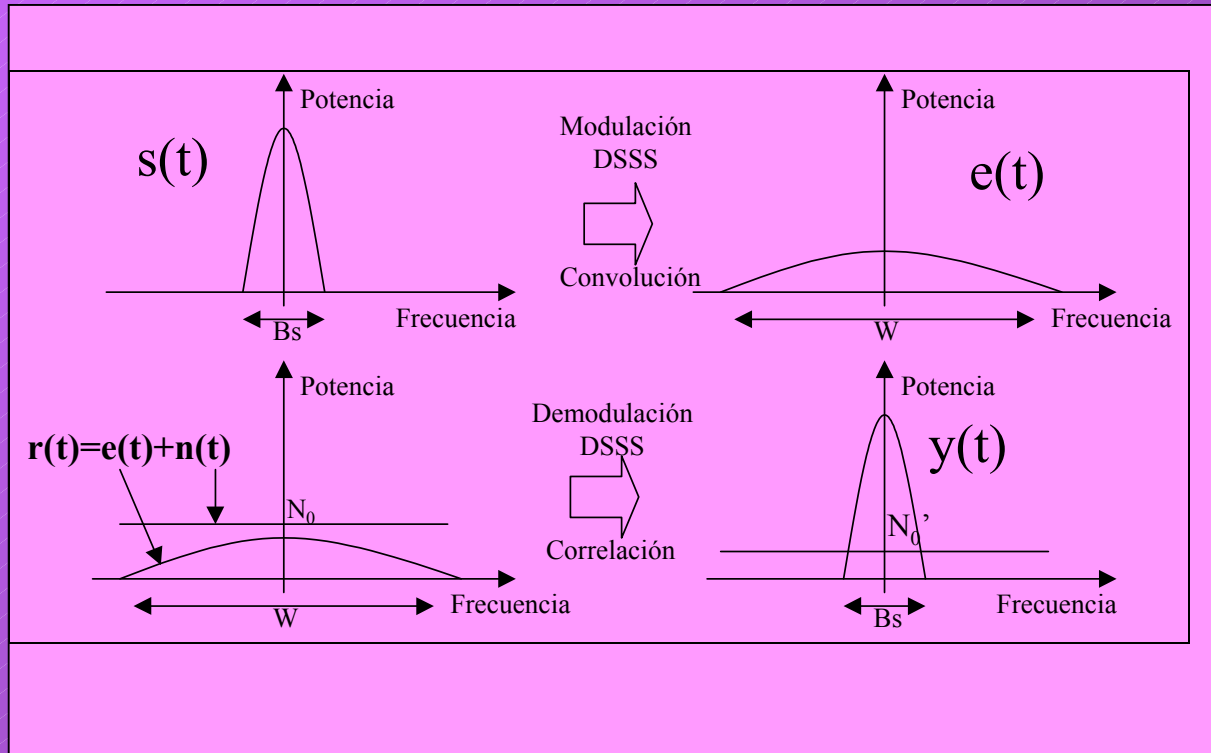 Potencia
s(t)
Bs
Frecuencia
Modulación
DSSS
Convolución
Potencia
e(t)
W
Frecuencia
Potencia
r(t)=e(t)+n(t)
N₀
W
Frecuencia
Demodulación
DSSS
Correlación
Potencia
y(t)
N₀’
Bs
Frecuencia